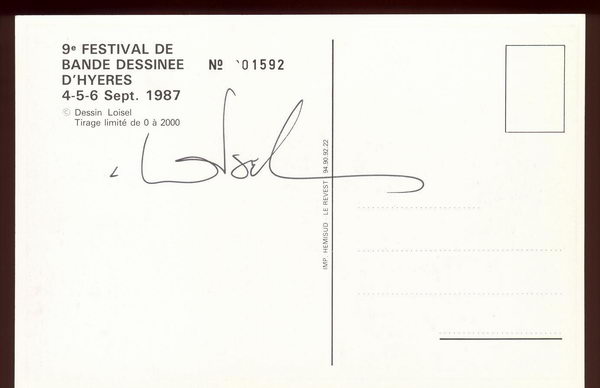 9e FESTIVAL DE
BANDE DESSINEE
D'HYERES
4-5-6 Sept. 1987
№ 01592
© Dessin Loisel
Tirage limité de 0 à 2000
Loisel
IMP. HEMISUD - LE REVEST - 94.90.92.22